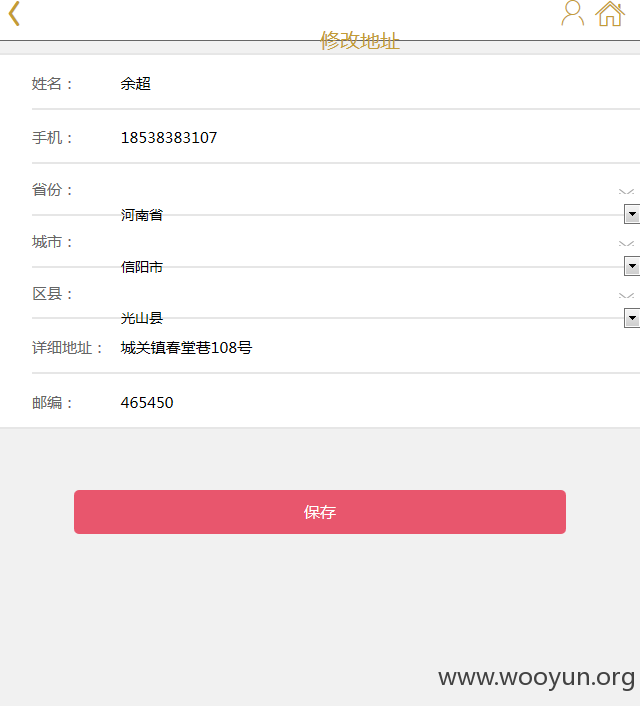 修改地址
姓名： 余超
手机： 18538383107
省份：
河南省
城市：
信阳市
区县：
光山县
详细地址： 城关镇春堂巷108号
邮编： 465450
保存
www.wooyun.org